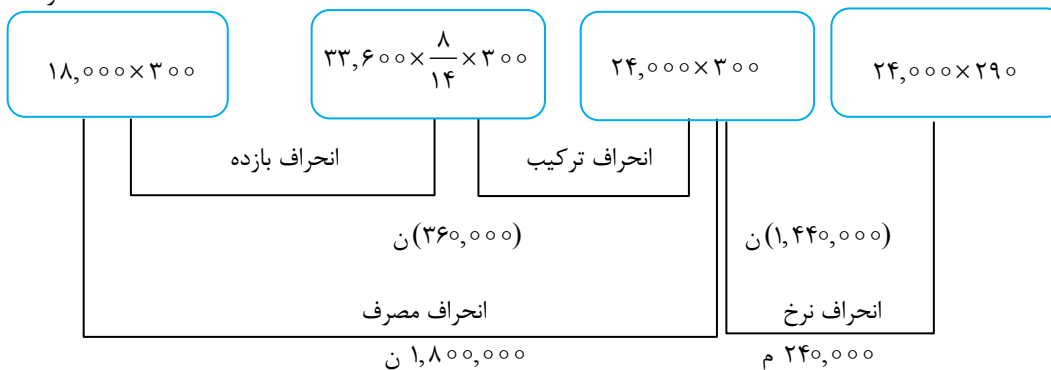 ۱۸,۰۰۰×۳۰۰
۳۳,۶۰۰×۸/۱۴×۳۰۰
۲۴,۰۰۰×۳۰۰
۲۴,۰۰۰×۲۹۰
انحراف بازده
انحراف ترکیب
(۳۶۰,۰۰۰) ن
(۱,۴۴۰,۰۰۰) ن
انحراف مصرف
انحراف نرخ
۱,۸۰۰,۰۰۰ ن
۲۴۰,۰۰۰ م